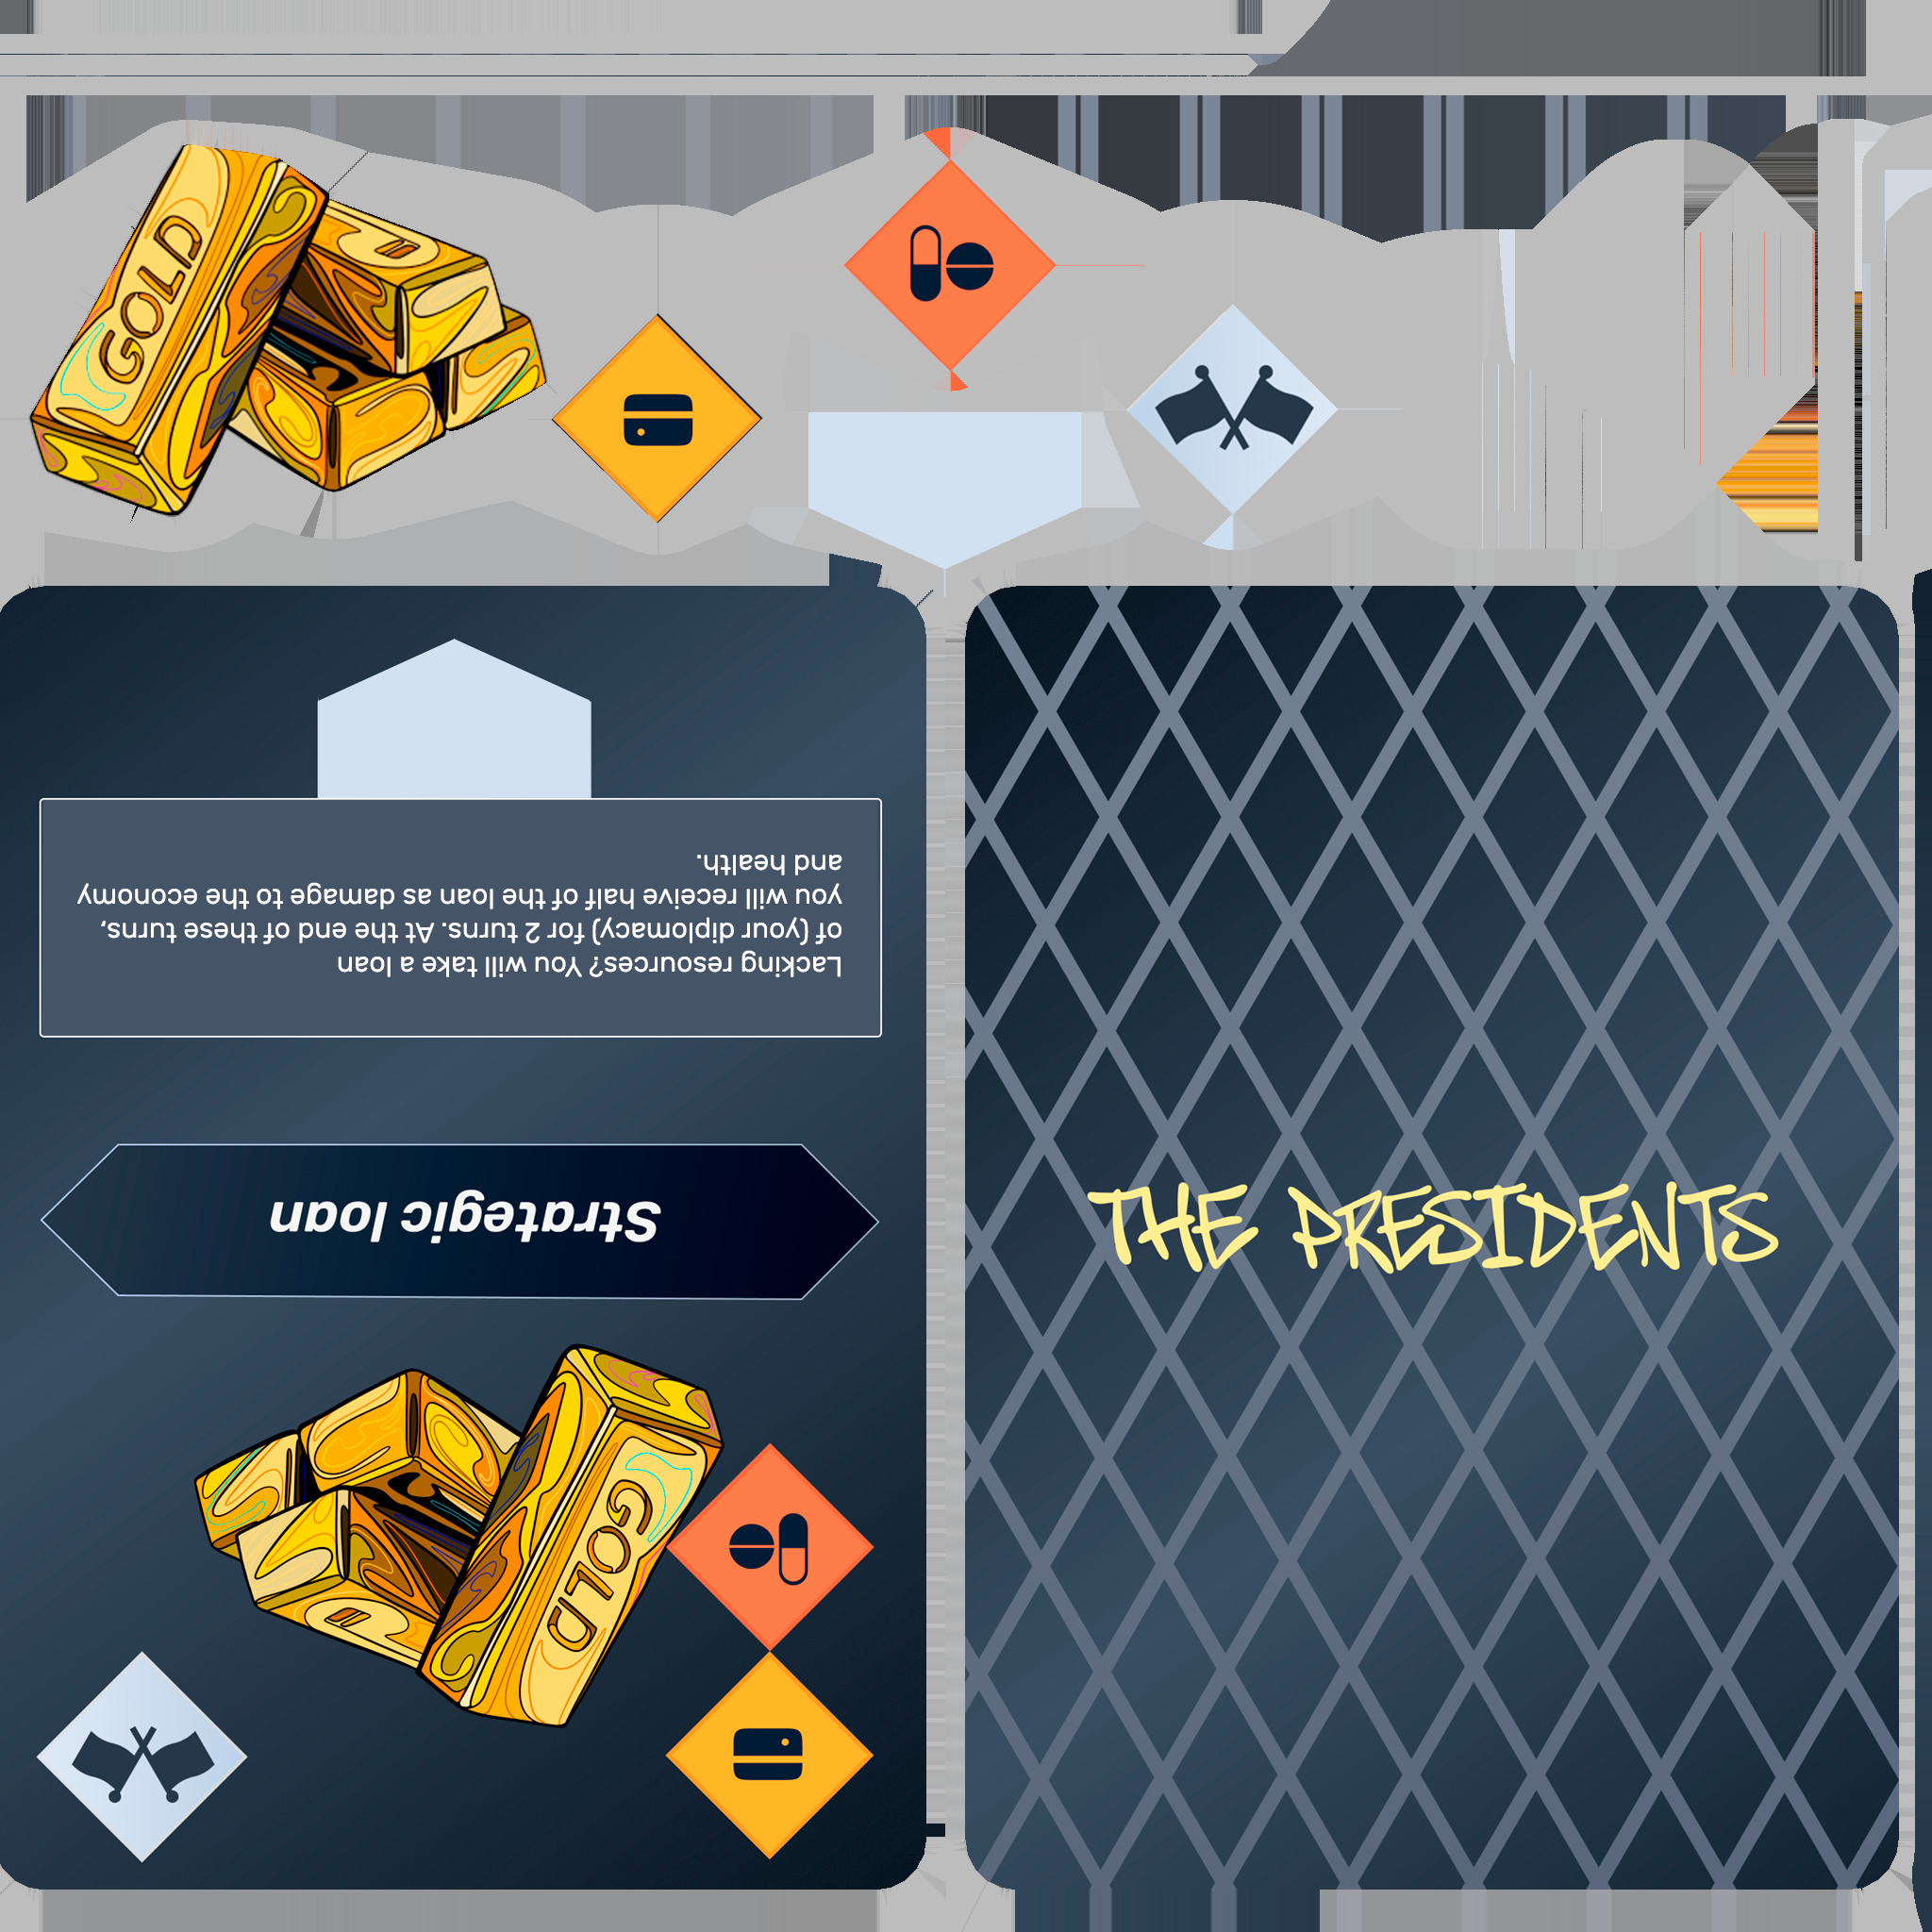 GOLD
Strategic loan
Lacking resources? You will take a loan
of (your diplomacy) for 2 turns. At the end of these turns,
you will receive half of the loan as damage to the economy
and health.
GOLD
THE PRESIDENTS